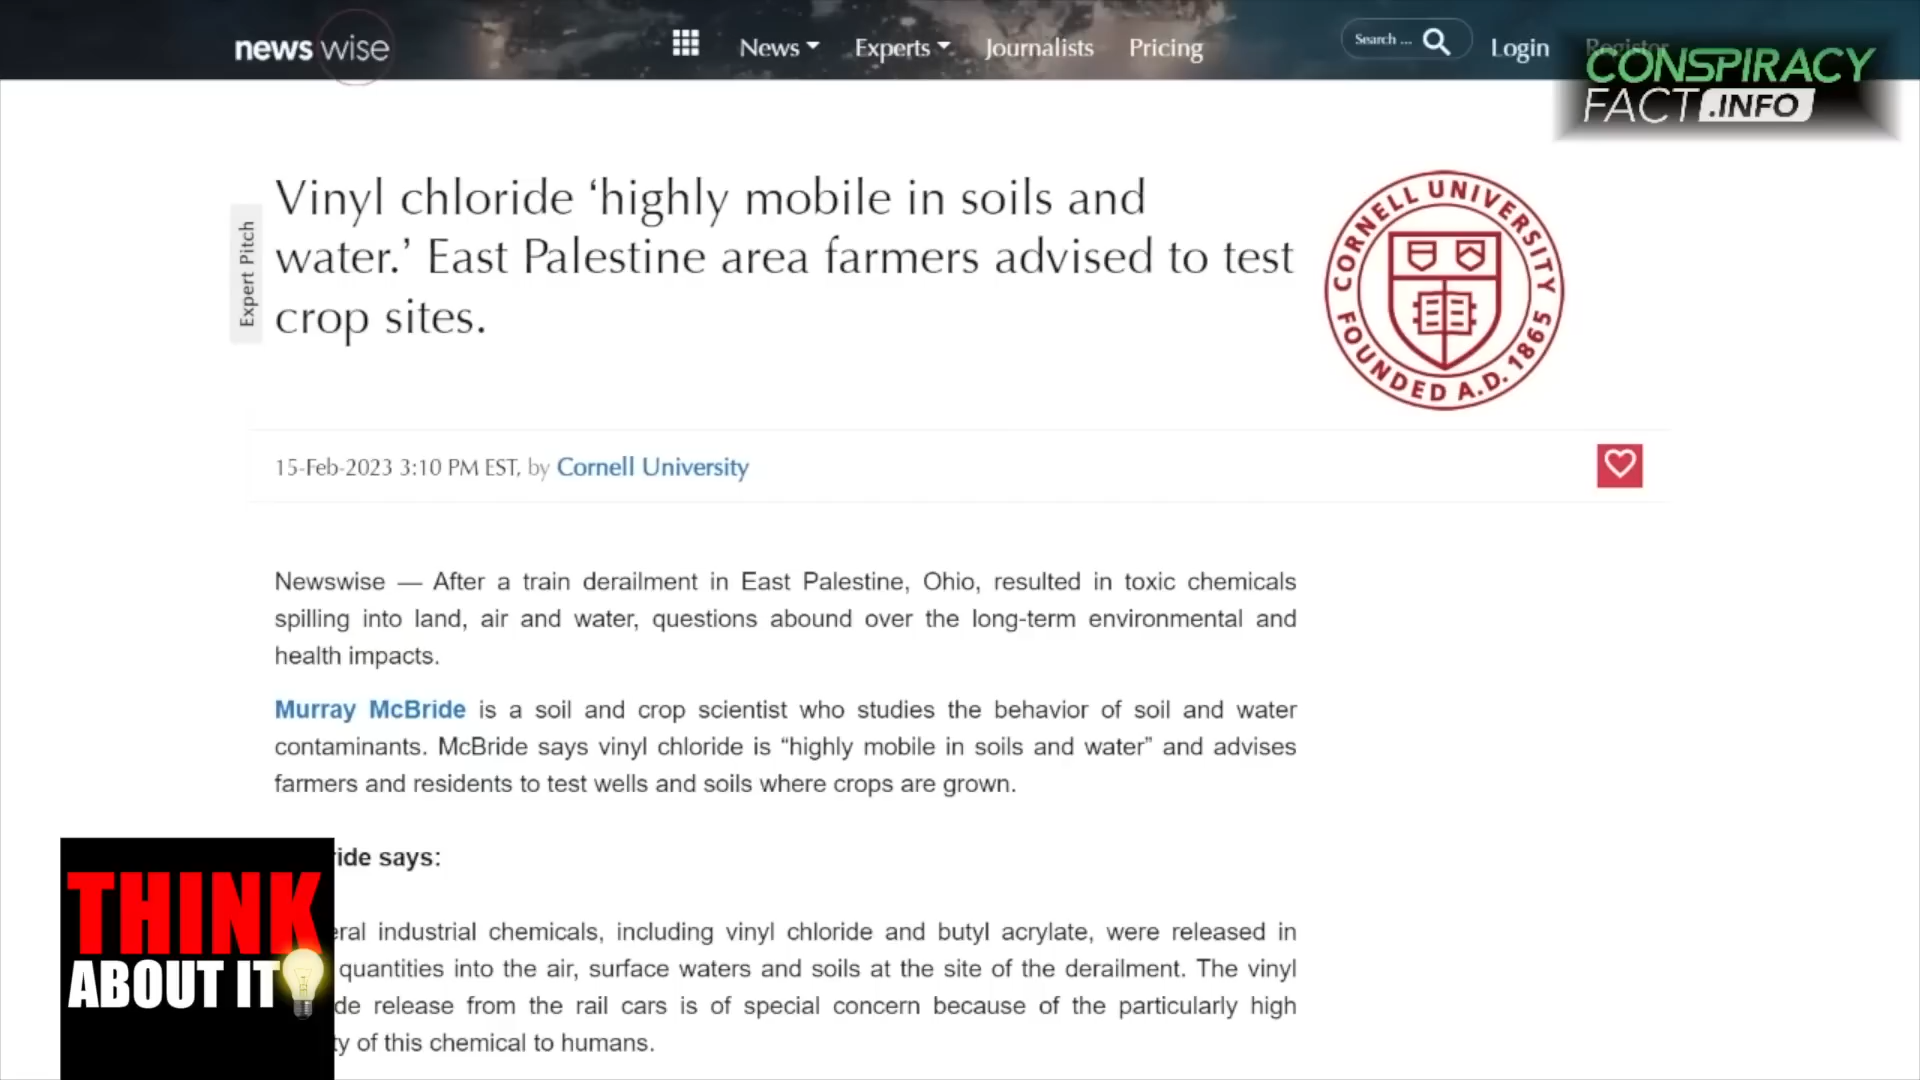 news wise
News
Experts
Journalists
Pricing
Search ...
Login
Register
CONSPIRACY
FACT.INFO
Expert Pitch
Vinyl chloride ‘highly mobile in soils and
water.’ East Palestine area farmers advised to test
crop sites.
CORNELL UNIVERSITY
FOUNDED A.D. 1865
15-Feb-2023 3:10 PM EST, by Cornell University
Newswise — After a train derailment in East Palestine, Ohio, resulted in toxic chemicals
spilling into land, air and water, questions abound over the long-term environmental and
health impacts.
Murray McBride is a soil and crop scientist who studies the behavior of soil and water
contaminants. McBride says vinyl chloride is “highly mobile in soils and water” and advises
farmers and residents to test wells and soils where crops are grown.
says:
industrial chemicals, including vinyl chloride and butyl acrylate, were released in
quantities into the air, surface waters and soils at the site of the derailment. The vinyl
release from the rail cars is of special concern because of the particularly high
of this chemical to humans.
THINK
ABOUT IT